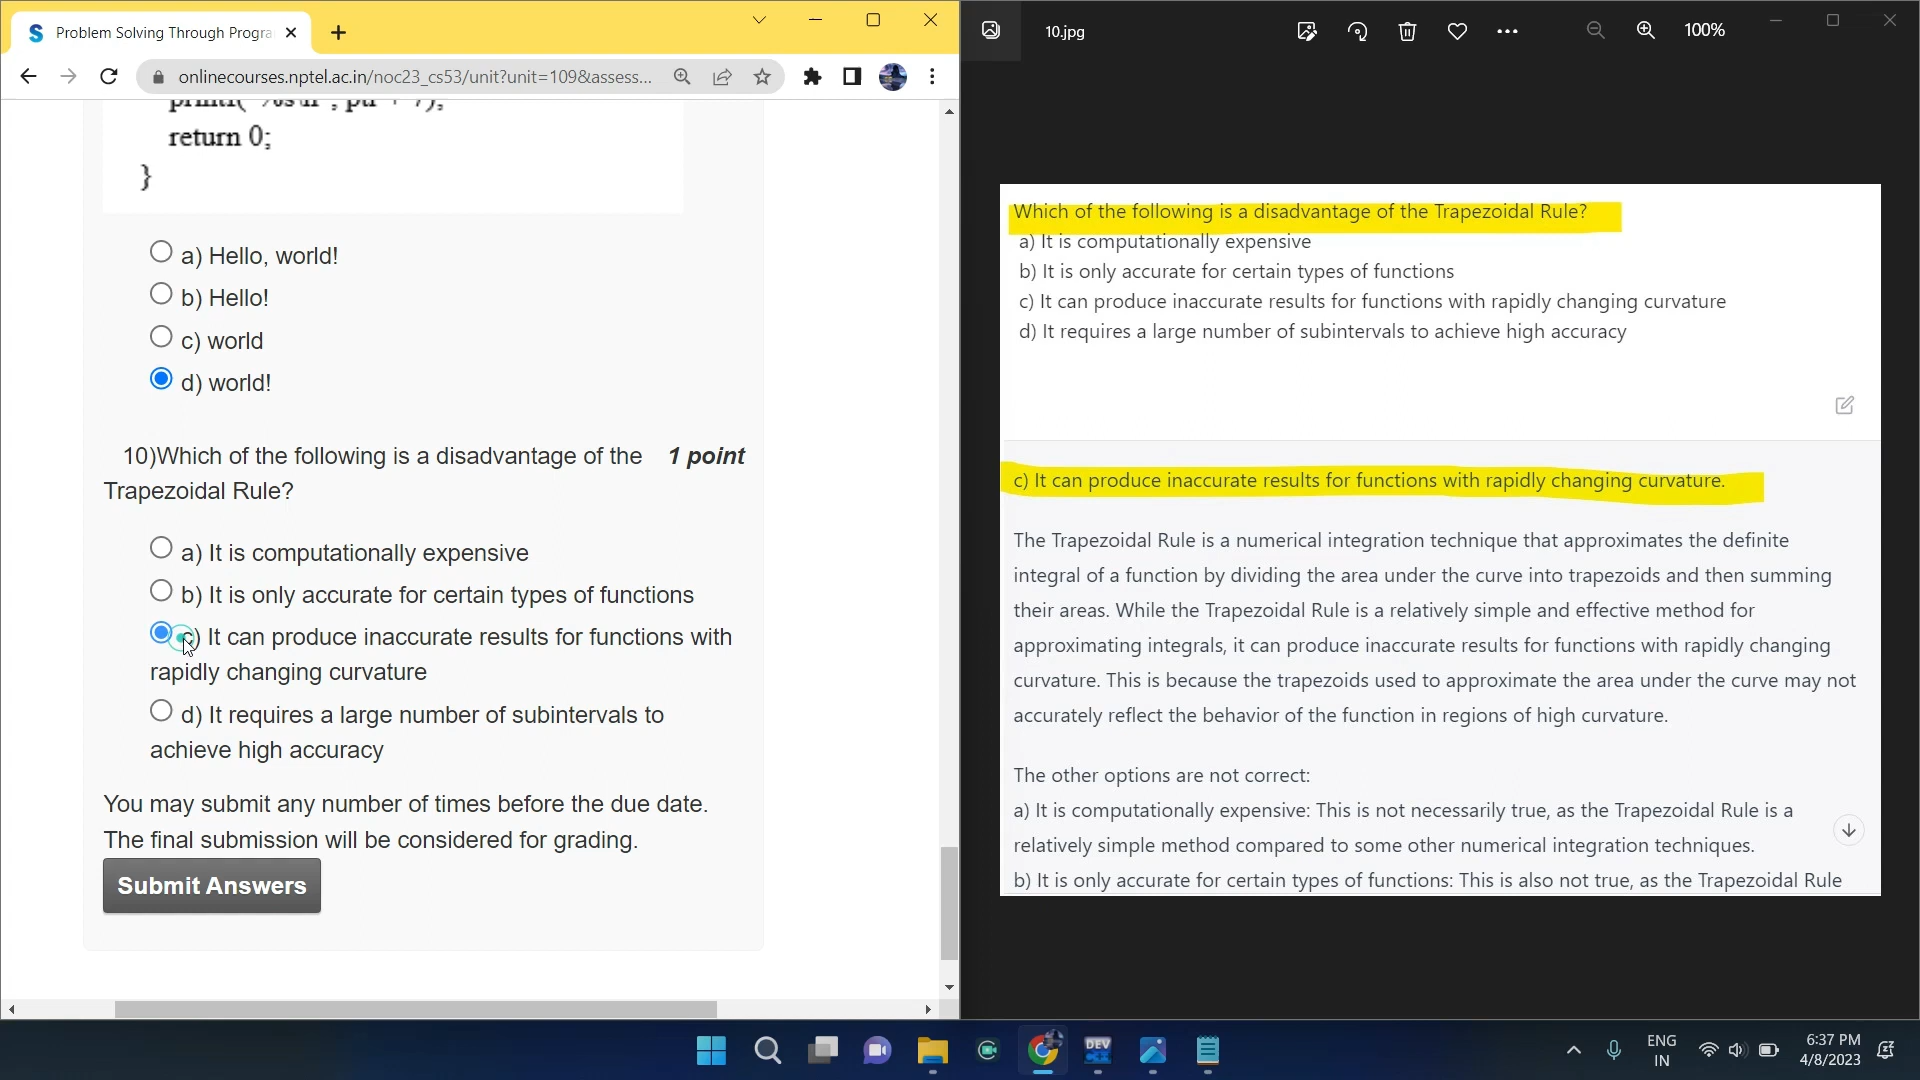 Problem Solving Through Progra
onlinecourses.nptel.ac.in/noc23_cs53/unit?unit=109&assess...
return 0;
}
a) Hello, world!
b) Hello!
c) world
d) world!
10)Which of the following is a disadvantage of the 1 point
Trapezoidal Rule?
a) It is computationally expensive
b) It is only accurate for certain types of functions
c) It can produce inaccurate results for functions with
rapidly changing curvature
d) It requires a large number of subintervals to
achieve high accuracy
You may submit any number of times before the due date.
The final submission will be considered for grading.
Submit Answers
10.jpg
100%
Which of the following is a disadvantage of the Trapezoidal Rule?
a) It is computationally expensive
b) It is only accurate for certain types of functions
c) It can produce inaccurate results for functions with rapidly changing curvature
d) It requires a large number of subintervals to achieve high accuracy
c) It can produce inaccurate results for functions with rapidly changing curvature.
The Trapezoidal Rule is a numerical integration technique that approximates the definite
integral of a function by dividing the area under the curve into trapezoids and then summing
their areas. While the Trapezoidal Rule is a relatively simple and effective method for
approximating integrals, it can produce inaccurate results for functions with rapidly changing
curvature. This is because the trapezoids used to approximate the area under the curve may not
accurately reflect the behavior of the function in regions of high curvature.
The other options are not correct:
a) It is computationally expensive: This is not necessarily true, as the Trapezoidal Rule is a
relatively simple method compared to some other numerical integration techniques.
b) It is only accurate for certain types of functions: This is also not true, as the Trapezoidal Rule
DEV
ENG
IN
6:37 PM
4/8/2023